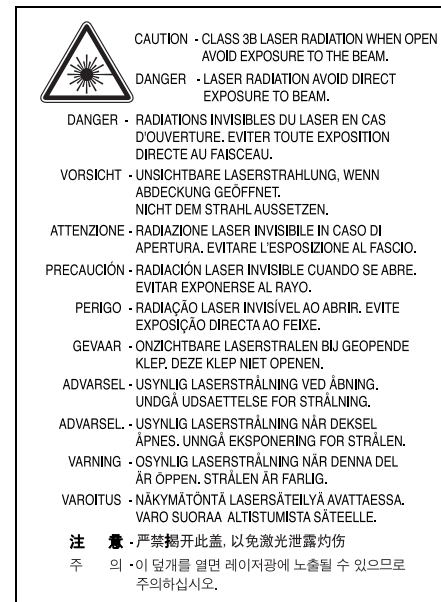 CAUTION - CLASS 3B LASER RADIATION WHEN OPEN
AVOID EXPOSURE TO THE BEAM.
DANGER - LASER RADIATION AVOID DIRECT
EXPOSURE TO BEAM.
DANGER - RADIATIONS INVISIBLES DU LASER EN CAS
D'OUVERTURE. EVITER TOUTE EXPOSITION
DIRECTE AU FAISCEAU.
VORSICHT - UNSICHTBARE LASERSTRAHLUNG, WENN
ABDECKUNG GEÖFFNET.
NICHT DEM STRAHL AUSSETZEN.
ATTENZIONE - RADIAZIONE LASER INVISIBILE IN CASO DI
APERTURA. EVITARE L'ESPOSIZIONE AL FASCIO.
PRECAUCIÓN - RADIACIÓN LASER INVISIBLE CUANDO SE ABRE.
EVITAR EXPONERSE AL RAYO.
PERIGO - RADIAÇÃO LASER INVISÍVEL AO ABRIR. EVITE
EXPOSIÇÃO DIRECTA AO FEIXE.
GEVAAR - ONZICHTBARE LASERSTRALEN BIJ GEOPENDE
KLEP. DEZE KLEP NIET OPENEN.
ADVARSEL - USYNLIG LASERSTRÅLNING VED ÅBNING.
UNDGÅ UDSAETTELSE FOR STRÅLNING.
ADVARSEL. - USYNLIG LASERSTRÅLNING NÅR DEKSEL
ÅPNES. UNNGÅ EKSPONERING FOR STRÅLEN.
VARNING - OSYNLIG LASERSTRÅLNING NÄR DENNA DEL
ÄR ÖPPEN. STRÅLEN ÄR FARLIG.
VAROITUS - NÄKYMÄTÖNTÄ LASERSÄTEILYÄ AVATTAESSA.
VARO SUORAA ALTISTUMISTA SÄTEELLE.
注 意 - 严禁揭开此盖, 以免激光泄露灼伤
주 의 - 이 덮개를 열면 레이저광에 노출될 수 있으므로
주의하십시오.